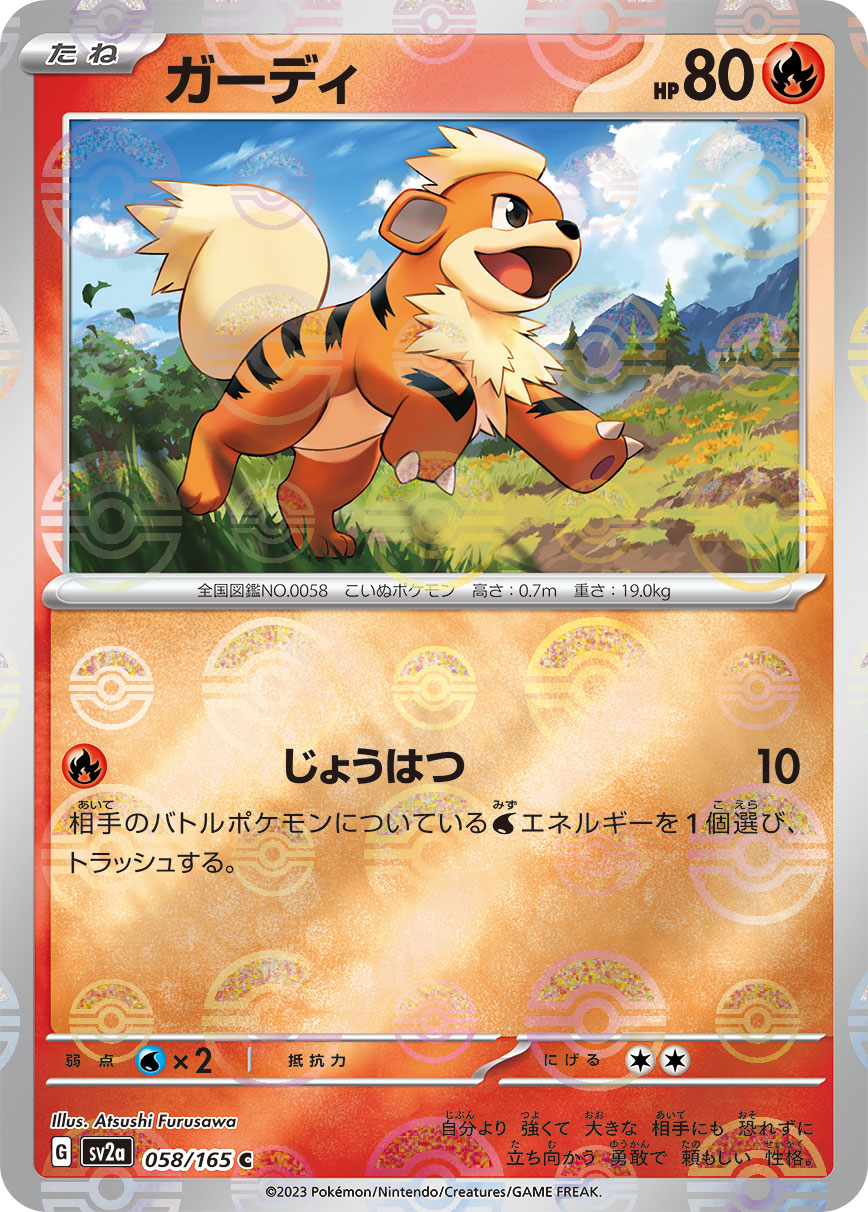 たね ガーディ HP80
全国図鑑NO.0058 こいぬポケモン 高さ：0.7m 重さ：19.0kg
じょうはつ 10
相手のバトルポケモンについているエネルギーを1個選び、
トラッシュする。
弱点 ×2 抵抗力 にげる
Illus. Atsushi Furusawa
自分より 強くて 大きな 相手にも 恐れずに
立ち向かう 勇敢で 頼もしい 性格。
G sv2a 058/165 C
©2023 Pokémon/Nintendo/Creatures/GAME FREAK.